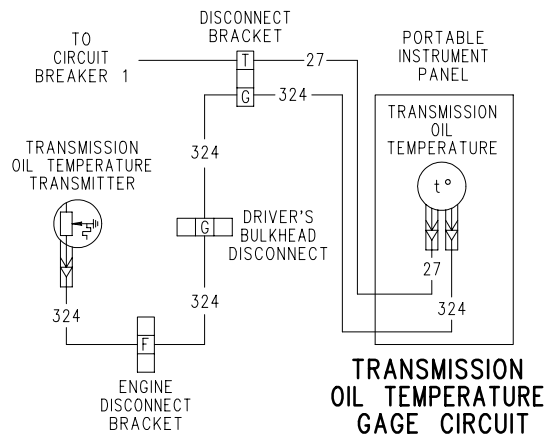 DISCONNECT
BRACKET
TO
CIRCUIT
BREAKER 1
T
27
PORTABLE
INSTRUMENT
PANEL
G
324
TRANSMISSION
OIL
TEMPERATURE
t°
324
TRANSMISSION
OIL TEMPERATURE
TRANSMITTER
G
DRIVER'S
BULKHEAD
DISCONNECT
27
324
324
324
F
ENGINE
DISCONNECT
BRACKET
TRANSMISSION
OIL TEMPERATURE
GAGE CIRCUIT